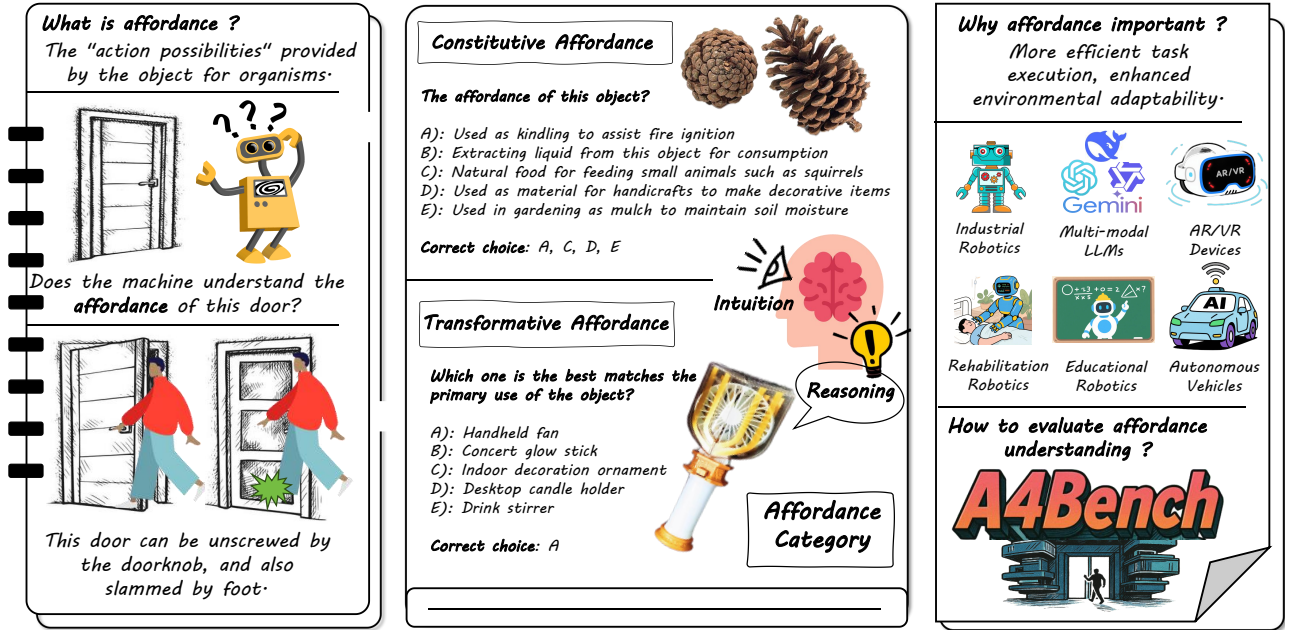 What is affordance ?
The "action possibilities" provided
by the object for organisms.
? ? ?
Does the machine understand the
affordance of this door?
This door can be unscrewed by
the doorknob, and also
slammed by foot.
Constitutive Affordance
The affordance of this object?
A): Used as kindling to assist fire ignition
B): Extracting liquid from this object for consumption
C): Natural food for feeding small animals such as squirrels
D): Used as material for handicrafts to make decorative items
E): Used in gardening as mulch to maintain soil moisture
Correct choice: A, C, D, E
Intuition
Transformative Affordance
Reasoning
Which one is the best matches the
primary use of the object?
A): Handheld fan
B): Concert glow stick
C): Indoor decoration ornament
D): Desktop candle holder
E): Drink stirrer
Correct choice: A
Affordance
Category
Why affordance important ?
More efficient task
execution, enhanced
environmental adaptability.
Gemini
AR/VR
Industrial
Robotics
Multi-modal
LLMs
AR/VR
Devices
AI
Rehabilitation
Robotics
Educational
Robotics
Autonomous
Vehicles
How to evaluate affordance
understanding ?
A4Bench